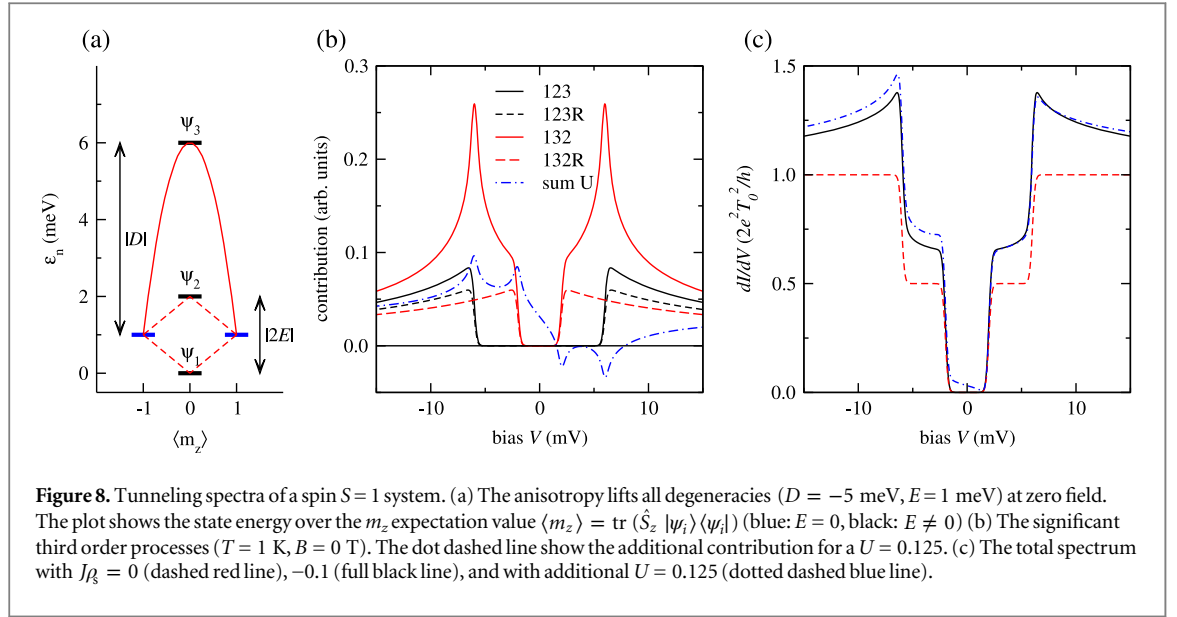 (a)
(b)
(c)
ε_n (meV)
6
4
2
0
ψ_3
ψ_2
ψ_1
|D|
|2E|
-1 0 1
⟨m_z⟩
contribution (arb. units)
0.3
0.2
0.1
0.0
123
123R
132
132R
sum U
-10 0 10
bias V (mV)
dI/dV (2e²T₀²/h)
1.5
1.0
0.5
0.0
-10 0 10
bias V (mV)
Figure 8. Tunneling spectra of a spin S = 1 system. (a) The anisotropy lifts all degeneracies (D = −5 meV, E = 1 meV) at zero field.
The plot shows the state energy over the m_z expectation value ⟨m_z⟩ = tr (Ŝ_z |ψ_i⟩⟨ψ_i|) (blue: E = 0, black: E ≠ 0) (b) The significant
third order processes (T = 1 K, B = 0 T). The dot dashed line show the additional contribution for a U = 0.125. (c) The total spectrum
with Jρ_s = 0 (dashed red line), −0.1 (full black line), and with additional U = 0.125 (dotted dashed blue line).